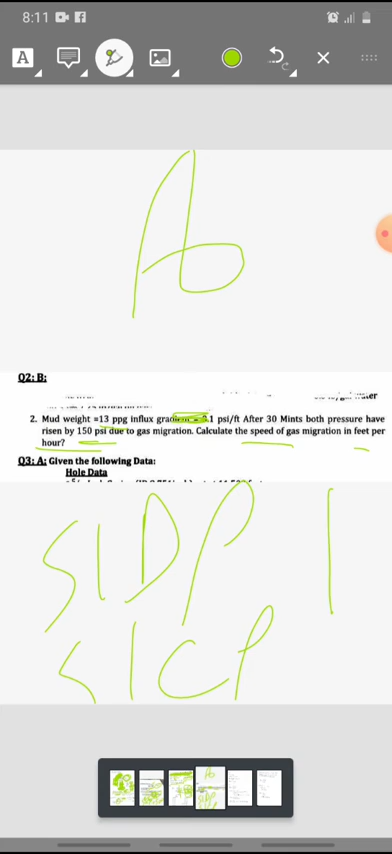 8:11
A
A
Q2: B:
2. Mud weight =13 ppg influx gradient = 0.1 psi/ft After 30 Mints both pressure have
risen by 150 psi due to gas migration. Calculate the speed of gas migration in feet per
hour?
Q3: A: Given the following Data:
Hole Data
SIDP
SICP